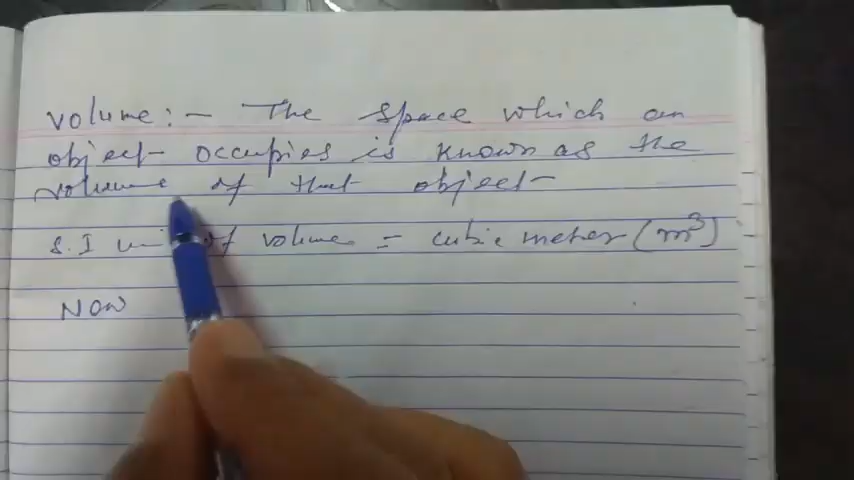 volume:- The space which an
object occupies is known as the
volume of that object
S.I unit of volume = cubic meter (m³)
Now